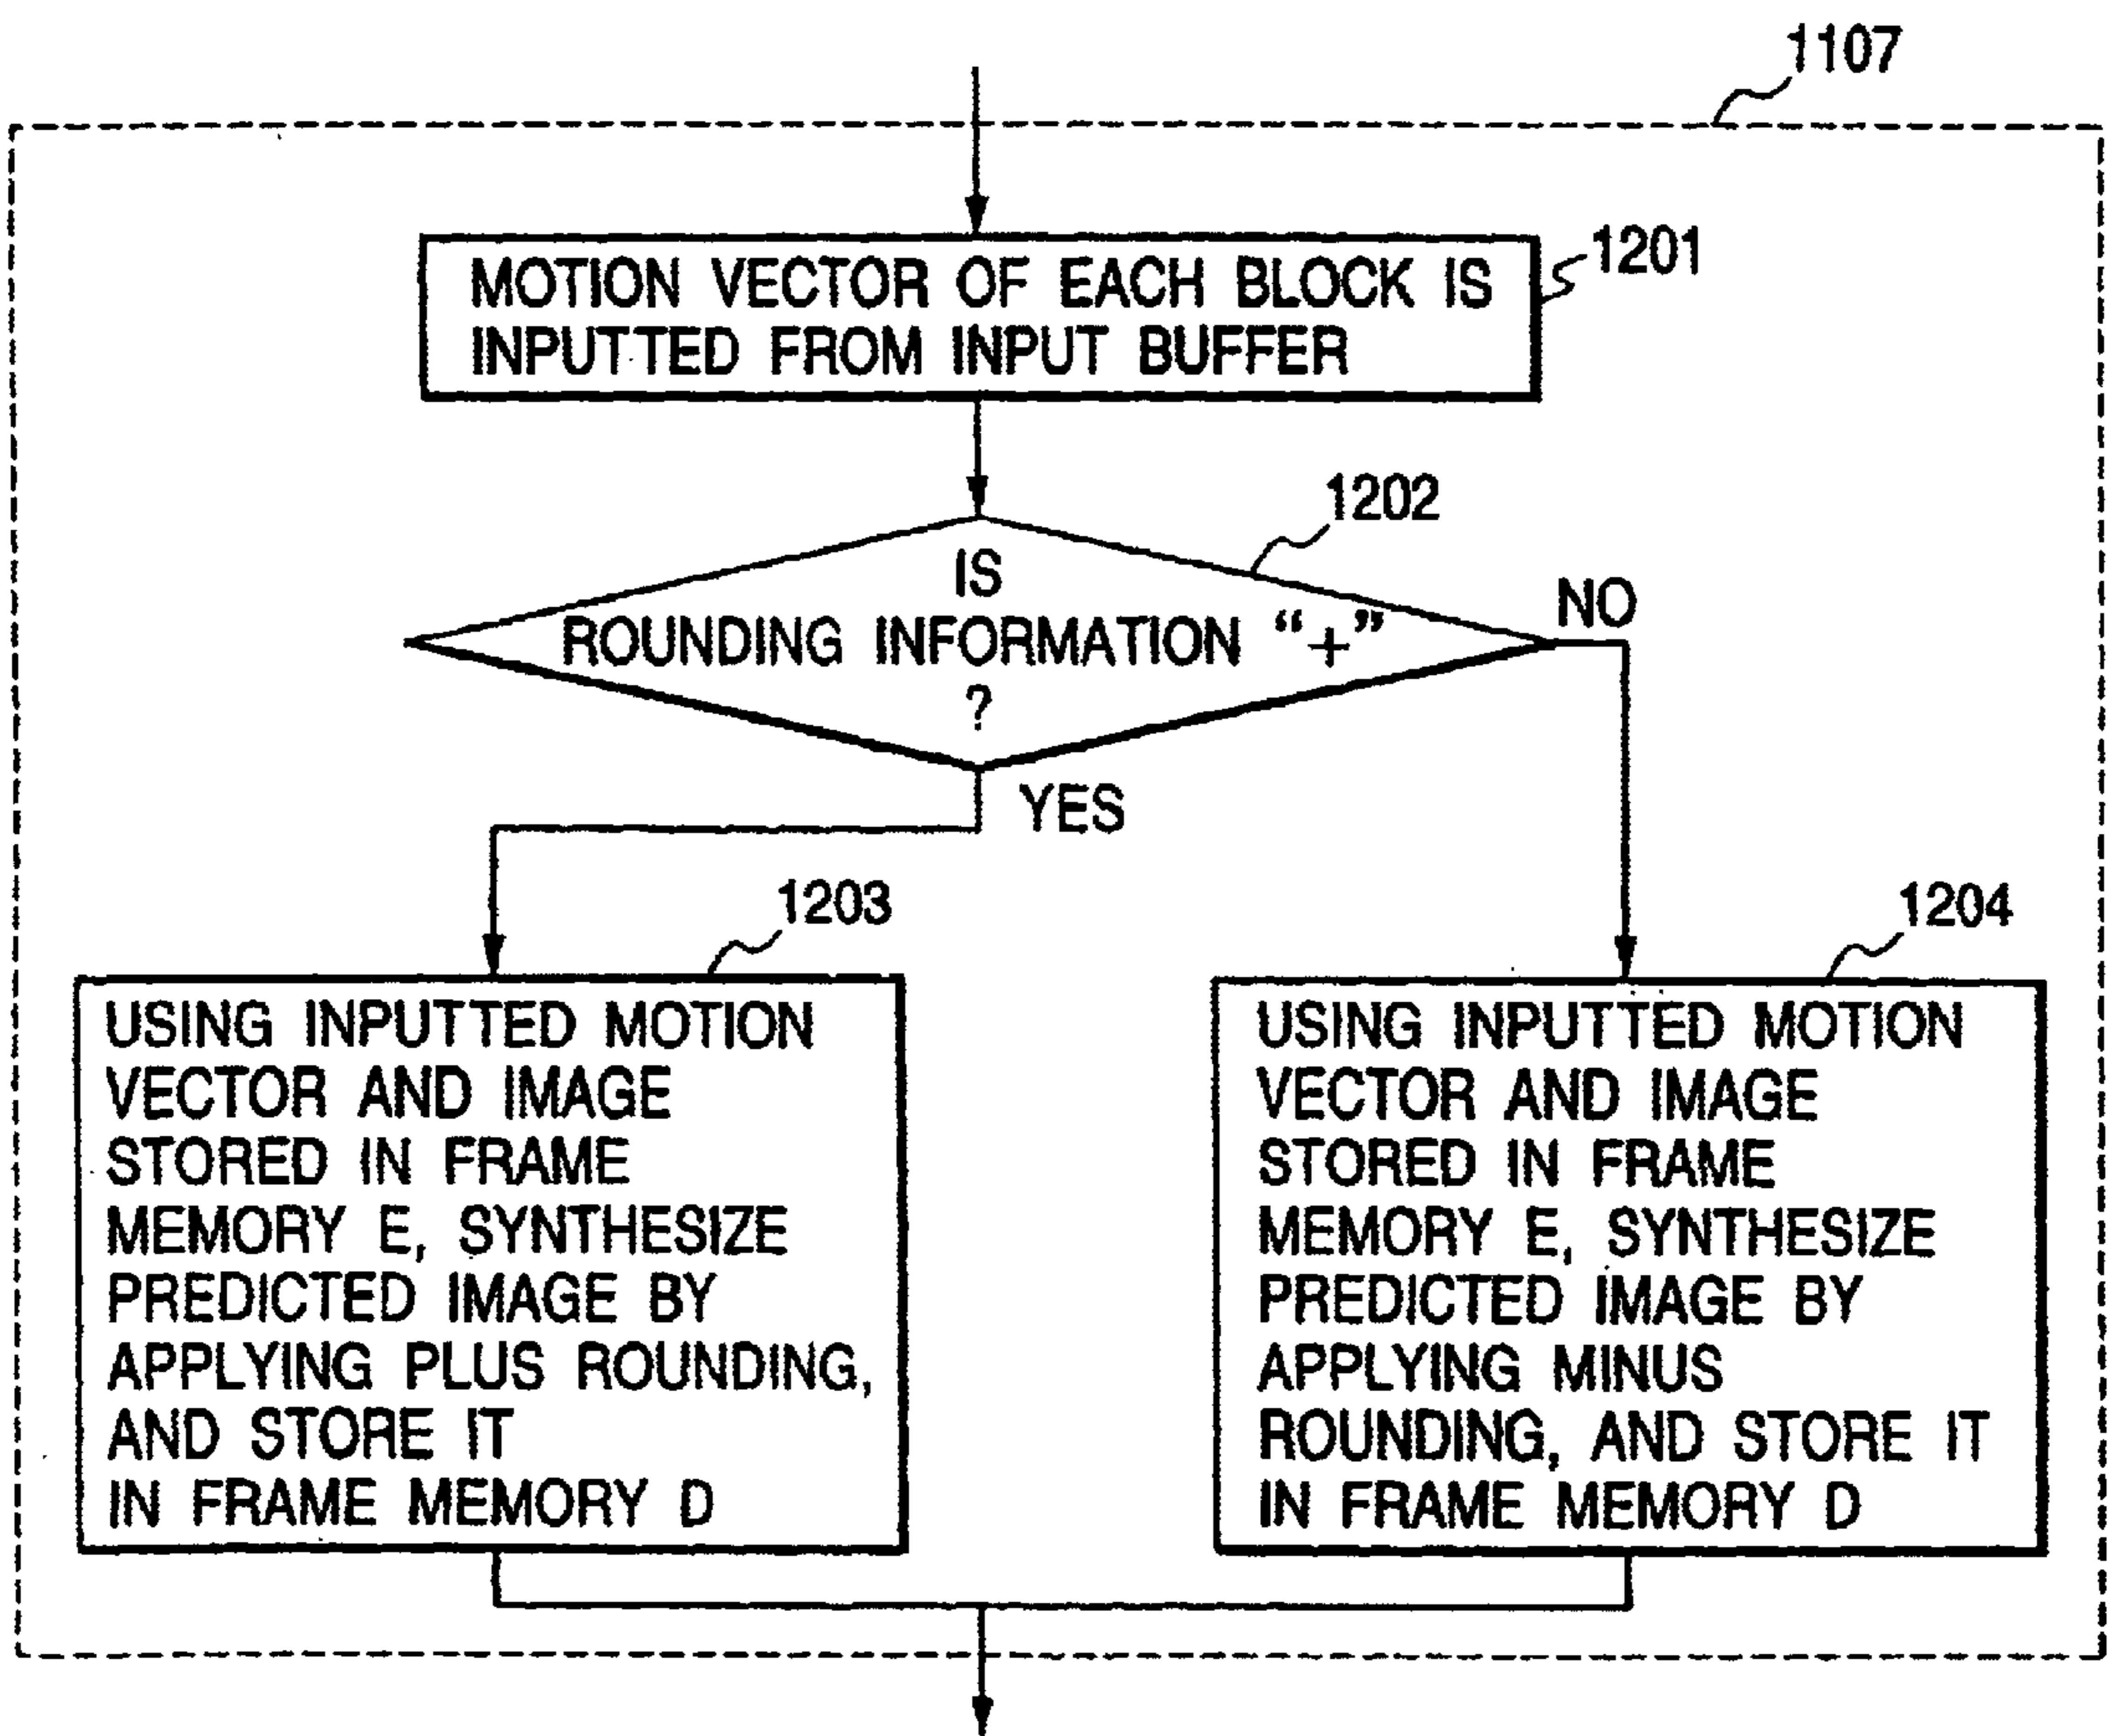 1107
MOTION VECTOR OF EACH BLOCK IS
INPUTTED FROM INPUT BUFFER
1201
1202
IS
ROUNDING INFORMATION “+”
?
NO
YES
1203
USING INPUTTED MOTION
VECTOR AND IMAGE
STORED IN FRAME
MEMORY E, SYNTHESIZE
PREDICTED IMAGE BY
APPLYING PLUS ROUNDING,
AND STORE IT
IN FRAME MEMORY D
1204
USING INPUTTED MOTION
VECTOR AND IMAGE
STORED IN FRAME
MEMORY E, SYNTHESIZE
PREDICTED IMAGE BY
APPLYING MINUS
ROUNDING, AND STORE IT
IN FRAME MEMORY D